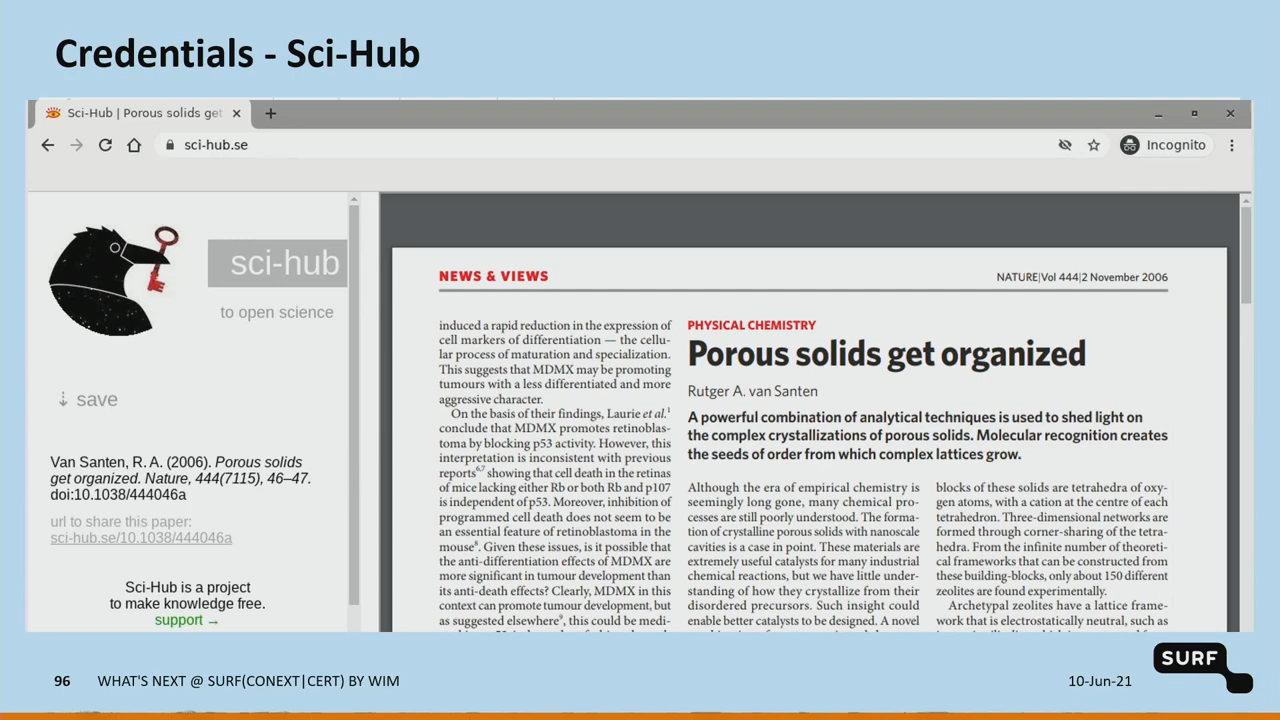 Credentials - Sci-Hub
Sci-Hub | Porous solids get
sci-hub.se
Incognito
sci-hub
to open science
⇣ save
Van Santen, R. A. (2006). Porous solids
get organized. Nature, 444(7115), 46–47.
doi:10.1038/444046a
url to share this paper:
sci-hub.se/10.1038/444046a
Sci-Hub is a project
to make knowledge free.
support →
NEWS & VIEWS
NATURE|Vol 444|2 November 2006
induced a rapid reduction in the expression of
cell markers of differentiation — the cellu-
lar process of maturation and specialization.
This suggests that MDMX may be promoting
tumours with a less differentiated and more
aggressive character.
On the basis of their findings, Laurie et al.1
conclude that MDMX promotes retinoblas-
toma by blocking p53 activity. However, this
interpretation is inconsistent with previous
reports6,7 showing that cell death in the retinas
of mice lacking either Rb or both Rb and p107
is independent of p53. Moreover, inhibition of
programmed cell death does not seem to be
an essential feature of retinoblastoma in the
mouse8. Given these issues, is it possible that
the anti-differentiation effects of MDMX are
more significant in tumour development than
its anti-death effects? Clearly, MDMX in this
context can promote tumour development, but
as suggested elsewhere9, this could be medi-
PHYSICAL CHEMISTRY
Porous solids get organized
Rutger A. van Santen
A powerful combination of analytical techniques is used to shed light on
the complex crystallizations of porous solids. Molecular recognition creates
the seeds of order from which complex lattices grow.
Although the era of empirical chemistry is
seemingly long gone, many chemical pro-
cesses are still poorly understood. The forma-
tion of crystalline porous solids with nanoscale
cavities is a case in point. These materials are
extremely useful catalysts for many industrial
chemical reactions, but we have little under-
standing of how they crystallize from their
disordered precursors. Such insight could
enable better catalysts to be designed. A novel
blocks of these solids are tetrahedra of oxy-
gen atoms, with a cation at the centre of each
tetrahedron. Three-dimensional networks are
formed through corner-sharing of the tetra-
hedra. From the infinite number of theoreti-
cal frameworks that can be constructed from
these building-blocks, only about 150 different
zeolites are found experimentally.
Archetypal zeolites have a lattice frame-
work that is electrostatically neutral, such as
96
WHAT'S NEXT @ SURF(CONEXT|CERT) BY WIM
10-Jun-21
SURF